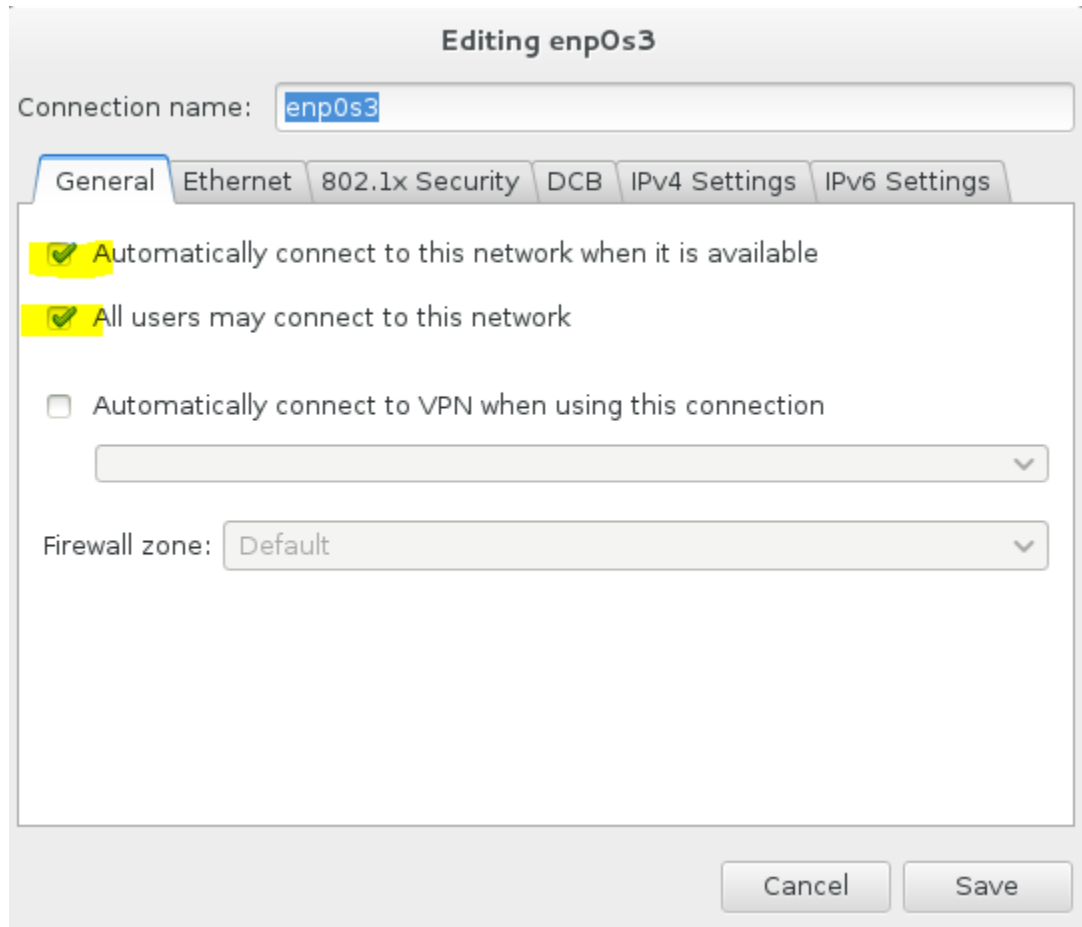 Editing enp0s3
Connection name: enp0s3
General Ethernet 802.1x Security DCB IPv4 Settings IPv6 Settings
Automatically connect to this network when it is available
All users may connect to this network
Automatically connect to VPN when using this connection
Firewall zone: Default
Cancel Save